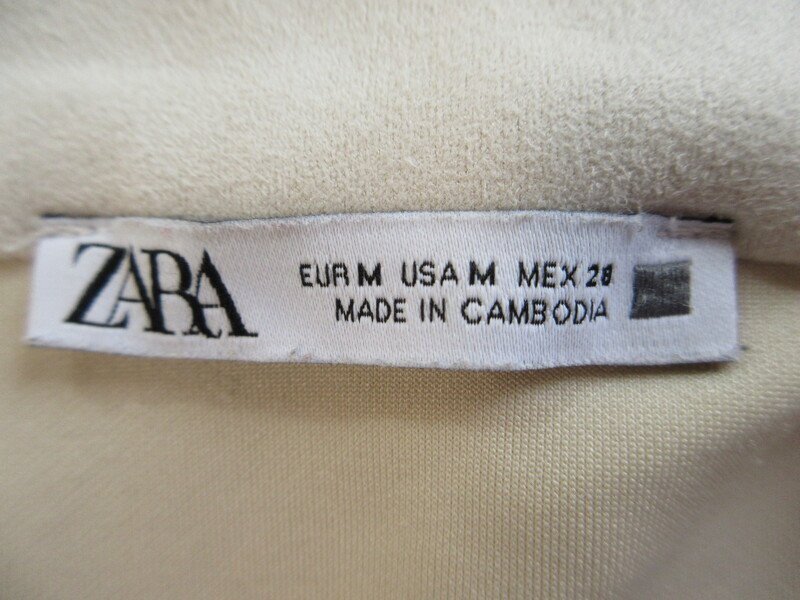 ZARA
EUR M USA M MEX 28
MADE IN CAMBODIA